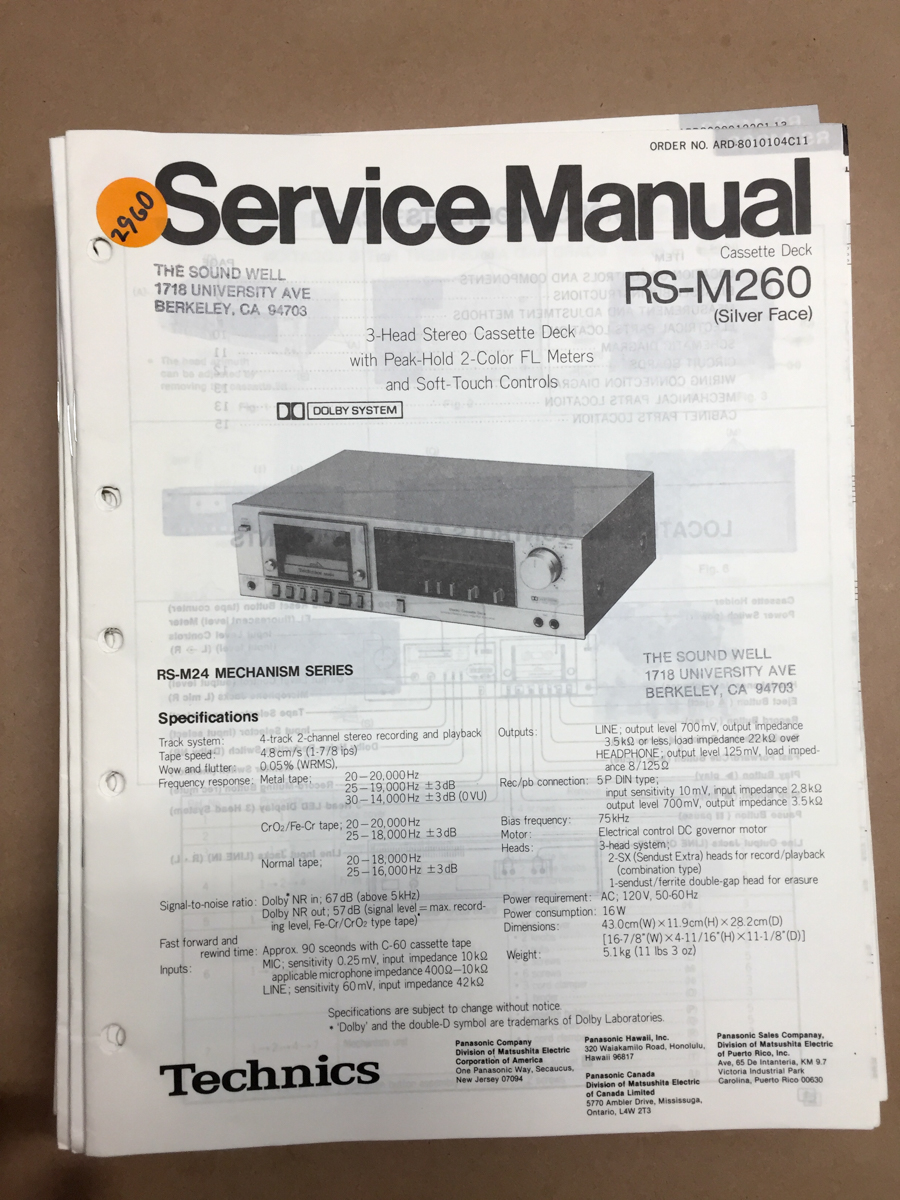 ORDER NO. ARD-8010104C11
Service Manual
2960
Cassette Deck
RS-M260
(Silver Face)
THE SOUND WELL
1718 UNIVERSITY AVE
BERKELEY, CA 94703
3-Head Stereo Cassette Deck
with Peak-Hold 2-Color FL Meters
and Soft-Touch Controls
DOLBY SYSTEM
RS-M24 MECHANISM SERIES
THE SOUND WELL
1718 UNIVERSITY AVE
BERKELEY, CA 94703
Specifications
Track system: 4-track 2-channel stereo recording and playback
Tape speed: 4.8cm/s (1-7/8 ips)
Wow and flutter: 0.05% (WRMS),
Frequency response: Metal tape; 20–20,000Hz
25–19,000Hz ±3dB
30–14,000Hz ±3dB (0VU)
CrO2/Fe-Cr tape; 20–20,000Hz
25–18,000Hz ±3dB
Normal tape; 20–18,000Hz
25–16,000Hz ±3dB
Signal-to-noise ratio: Dolby* NR in; 67dB (above 5kHz)
Dolby NR out; 57dB (signal level=max. record-
ing level, Fe-Cr/CrO2 type tape)
Fast forward and
rewind time: Approx. 90 sceonds with C-60 cassette tape
Inputs: MIC; sensitivity 0.25mV, input impedance 10kΩ
applicable microphone impedance 400Ω–10kΩ
LINE; sensitivity 60mV, input impedance 42kΩ
Outputs: LINE; output level 700mV, output impedance
3.5kΩ or less, load impedance 22kΩ over
HEADPHONE; output level 125mV, load imped-
ance 8/125Ω
Rec/pb connection: 5P DIN type;
input sensitivity 10mV, input impedance 2.8kΩ
output level 700mV, output impedance 3.5kΩ
Bias frequency: 75kHz
Motor: Electrical control DC governor motor
Heads: 3-head system;
2-SX (Sendust Extra) heads for record/playback
(combination type)
1-sendust/ferrite double-gap head for erasure
Power requirement: AC; 120V, 50-60Hz
Power consumption: 16W
Dimensions: 43.0cm(W)×11.9cm(H)×28.2cm(D)
[16-7/8"(W)×4-11/16"(H)×11-1/8"(D)]
Weight: 5.1kg (11 lbs 3 oz)
Specifications are subject to change without notice.
* 'Dolby' and the double-D symbol are trademarks of Dolby Laboratories.
Technics
Panasonic Company
Division of Matsushita Electric
Corporation of America
One Panasonic Way, Secaucus,
New Jersey 07094
Panasonic Hawaii, Inc.
320 Waiakamilo Road, Honolulu,
Hawaii 96817
Panasonic Canada
Division of Matsushita Electric
of Canada Limited
5770 Ambler Drive, Mississuga,
Ontario, L4W 2T3
Panasonic Sales Companay,
Division of Matsushita Electric
of Puerto Rico, Inc.
Ave, 65 De Intanteria, KM 9.7
Victoria Industrial Park
Carolina, Puerto Rico 00630